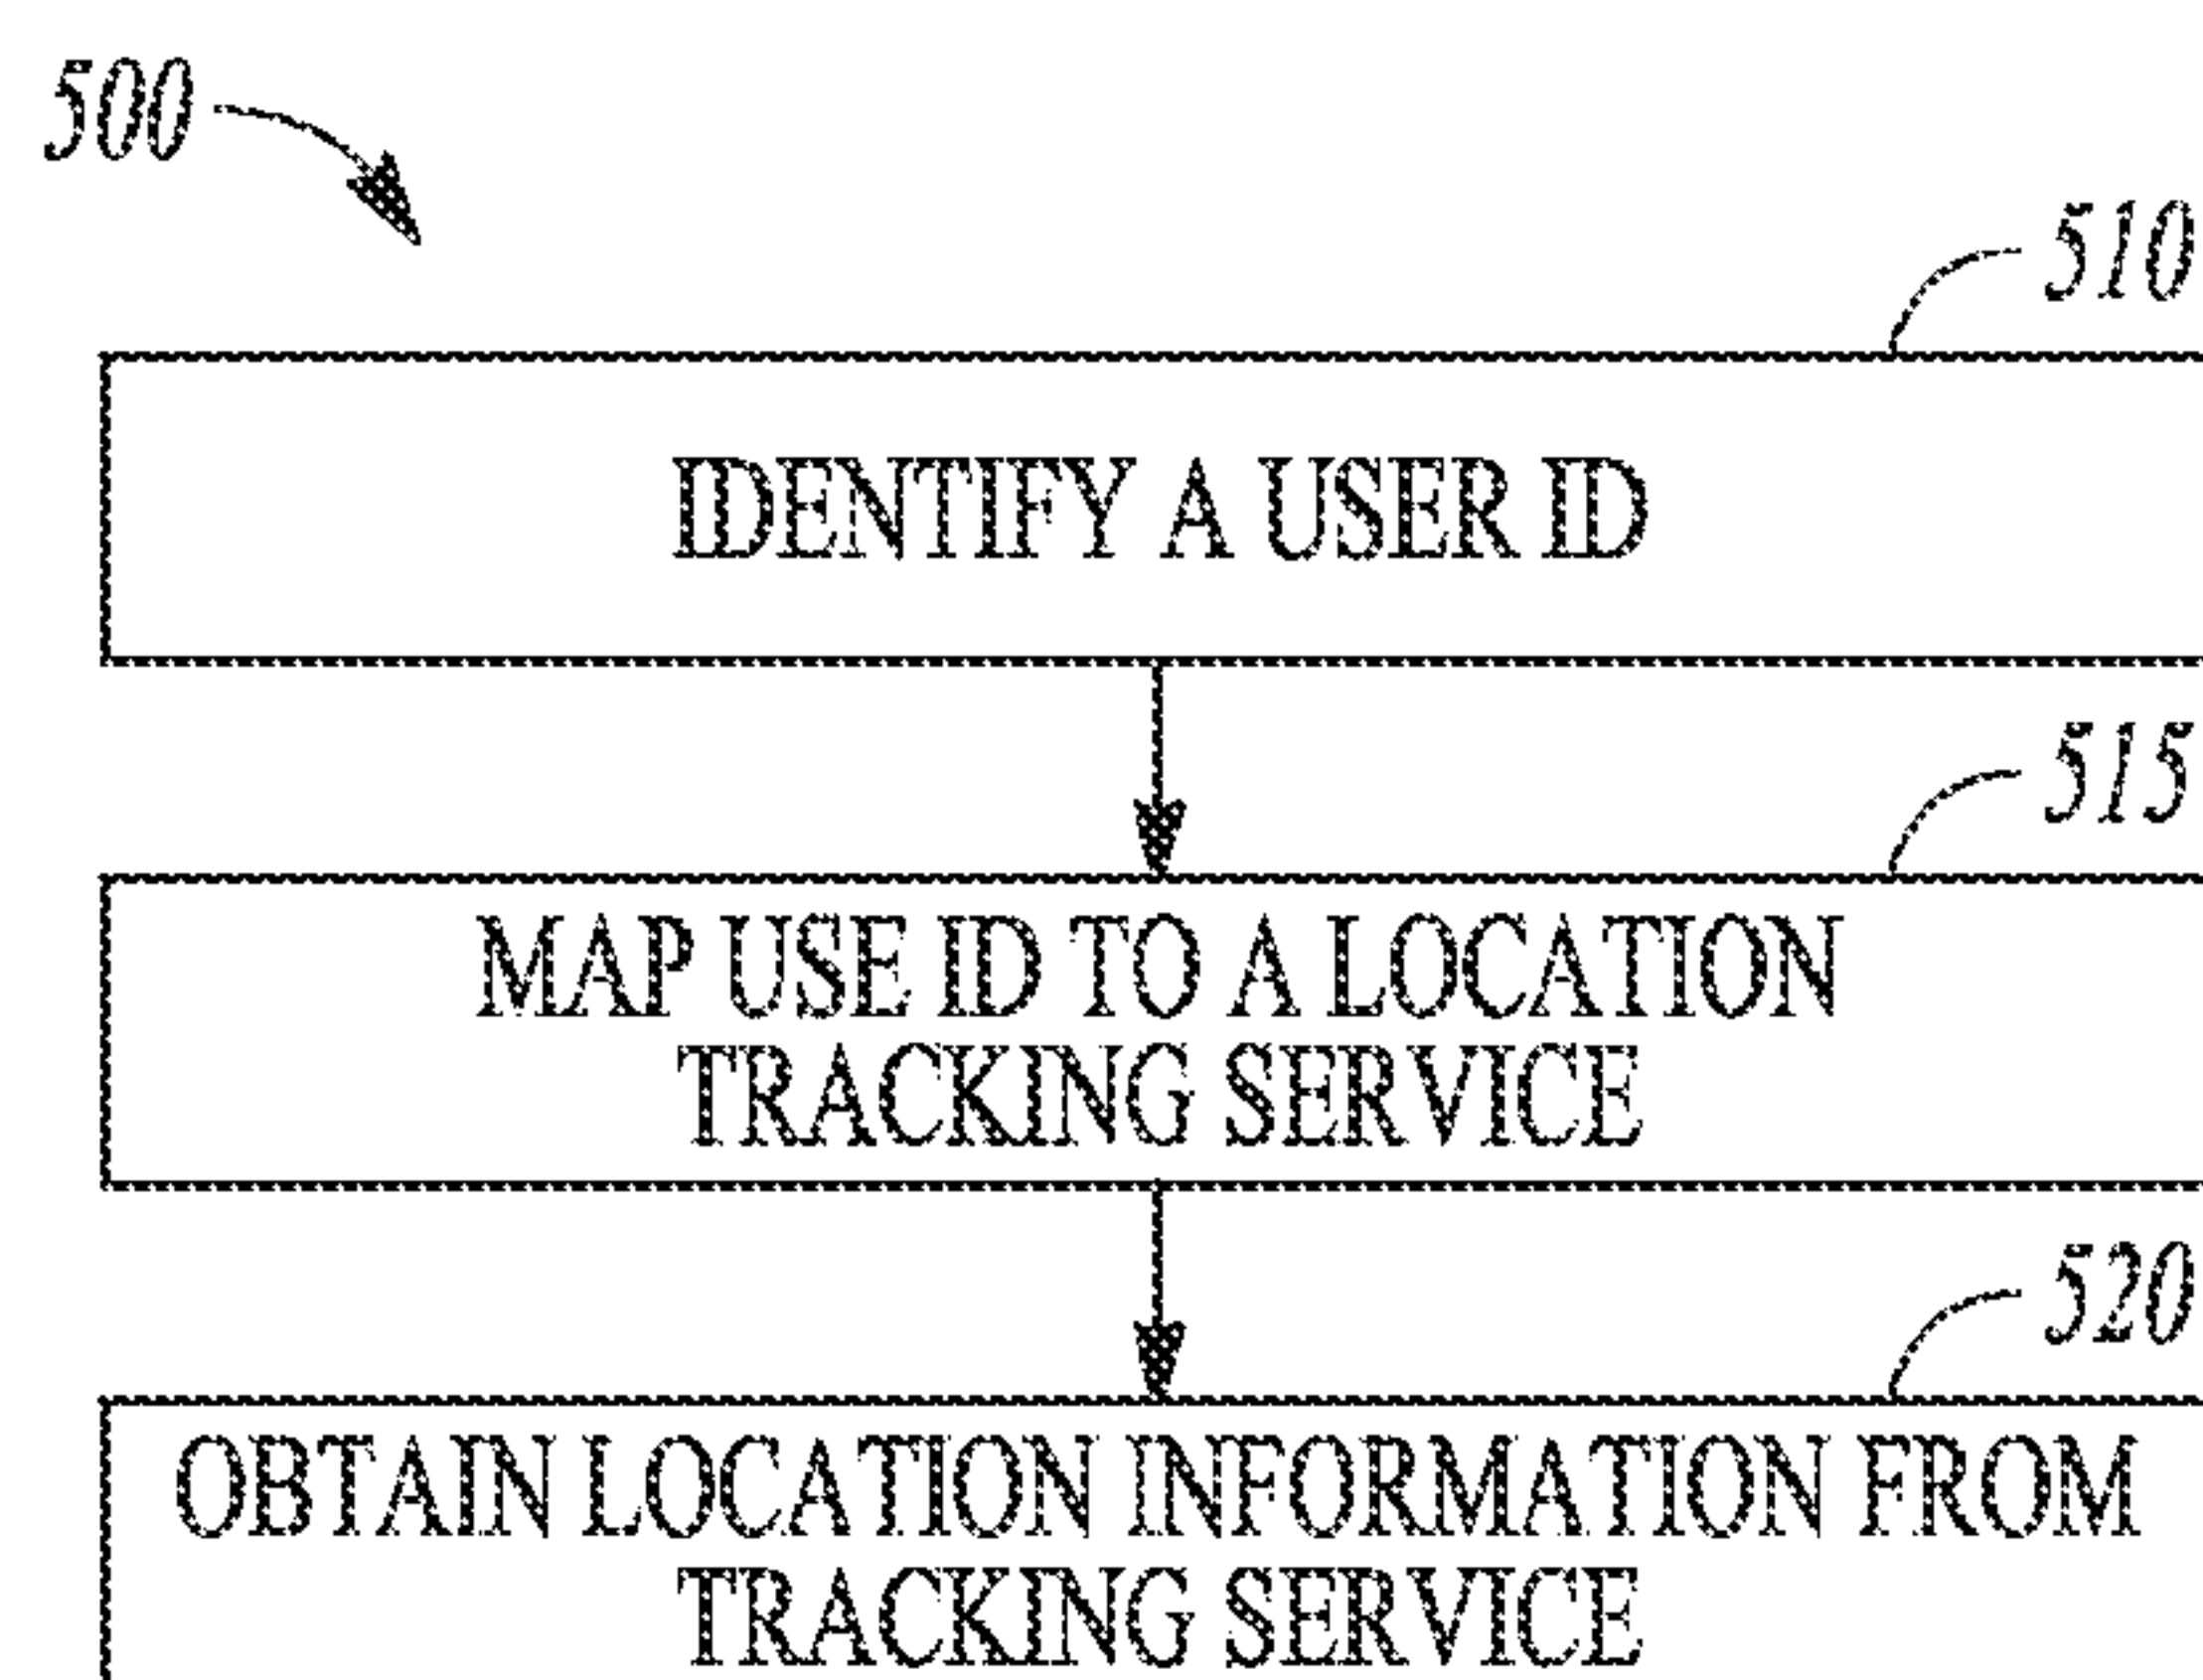 500
510
IDENTIFY A USER ID
515
MAP USE ID TO A LOCATION
TRACKING SERVICE
520
OBTAIN LOCATION INFORMATION FROM
TRACKING SERVICE